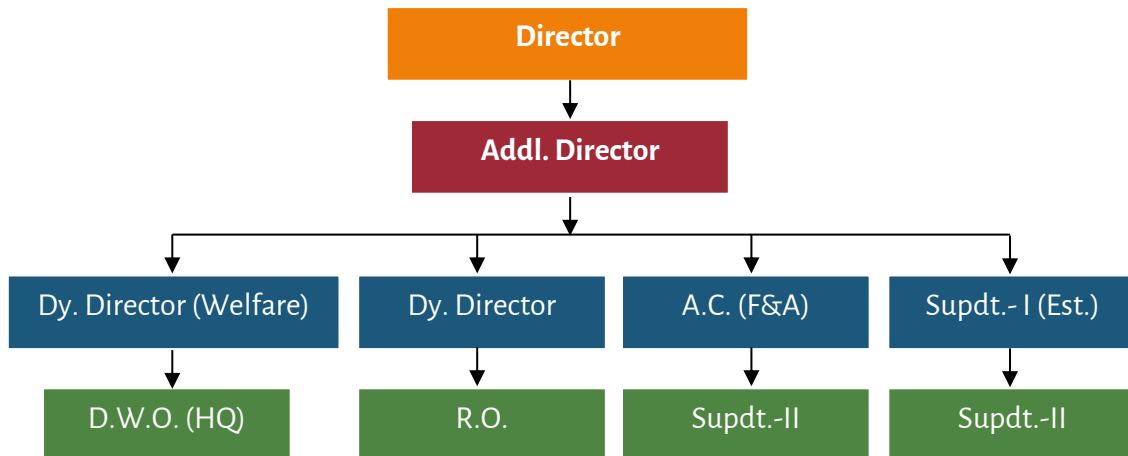 Director
Addl. Director
Dy. Director (Welfare)
Dy. Director
A.C. (F&A)
Supdt.- I (Est.)
D.W.O. (HQ)
R.O.
Supdt.-II
Supdt.-II